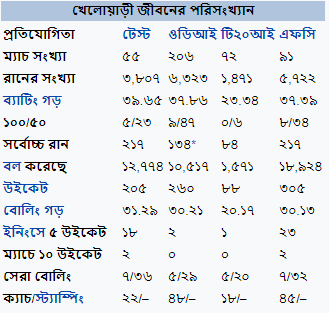 খেলোয়াড়ী জীবনের পরিসংখ্যান
প্রতিযোগিতা টেস্ট ওডিআই টি২০আই এফসি
ম্যাচ সংখ্যা ৫৫ ২০৬ ৭২ ৯১
রানের সংখ্যা ৩,৮০৭ ৬,৩২৩ ১,৪৭১ ৫,৭২২
ব্যাটিং গড় ৩৯.৬৫ ৩৭.৮৬ ২৩.৩৪ ৩৭.৩৯
১০০/৫০ ৫/২৩ ৯/৪৭ ০/৬ ৮/৩৪
সর্বোচ্চ রান ২১৭ ১৩৪* ৮৪ ২১৭
বল করেছে ১২,৭৭৪ ১০,৫১৭ ১,৫৭১ ১৮,৯২৪
উইকেট ২০৫ ২৬০ ৮৮ ৩০৫
বোলিং গড় ৩১.২৯ ৩০.২১ ২০.১৭ ৩০.১৩
ইনিংসে ৫ উইকেট ১৮ ২ ১ ২৩
ম্যাচে ১০ উইকেট ২ ০ ০ ২
সেরা বোলিং ৭/৩৬ ৫/২৯ ৫/২০ ৭/৩২
ক্যাচ/স্ট্যাম্পিং ২২/– ৪৮/– ১৮/– ৪৫/–